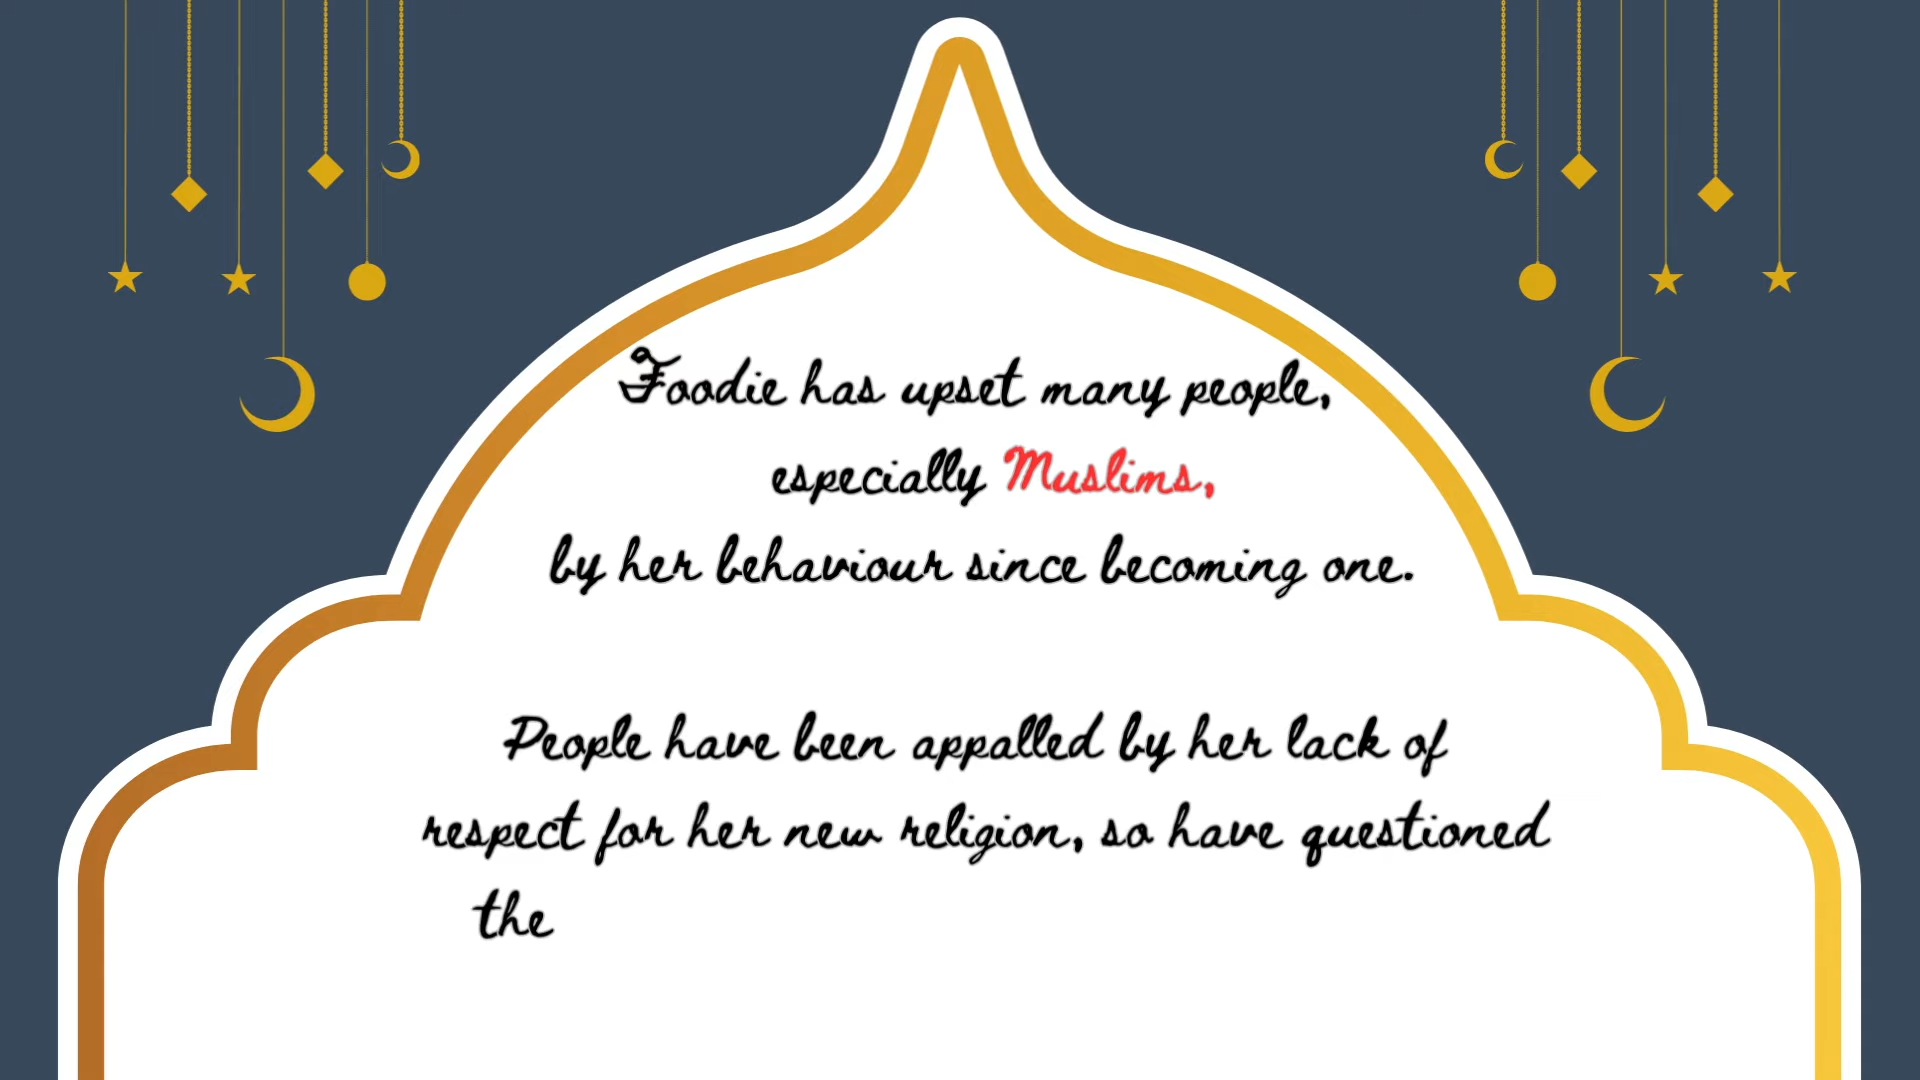 Foodie has upset many people,
especially Muslims,
by her behaviour since becoming one.
People have been appalled by her lack of
respect for her new religion, so have questioned
the